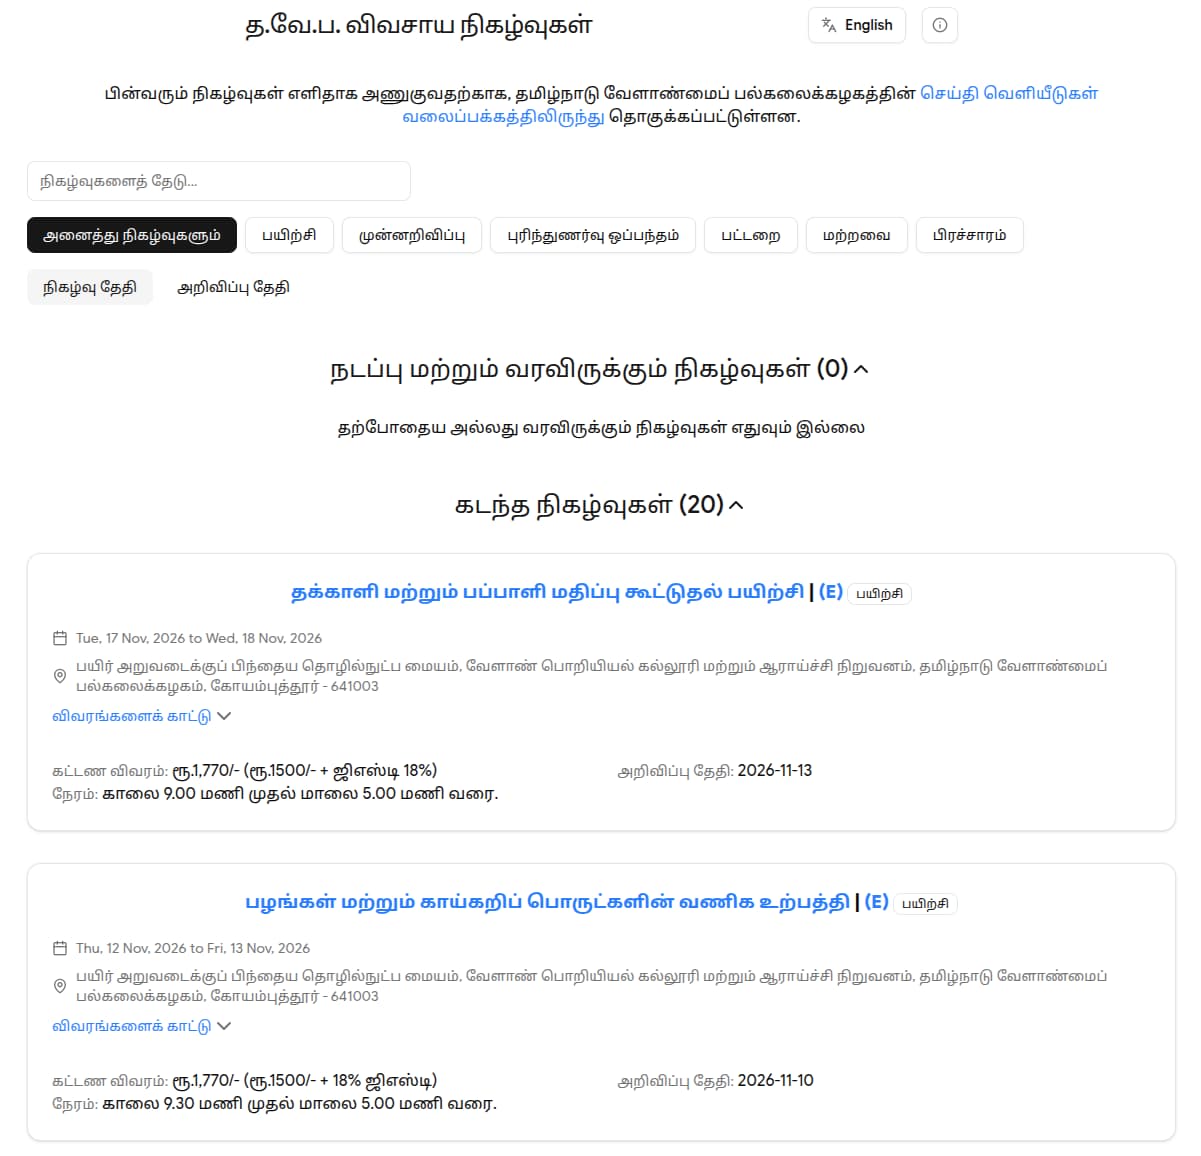 த.வே.ப. விவசாய நிகழ்வுகள்
English
பின்வரும் நிகழ்வுகள் எளிதாக அணுகுவதற்காக, தமிழ்நாடு வேளாண்மைப் பல்கலைக்கழகத்தின் செய்தி வெளியீடுகள்
வலைப்பக்கத்திலிருந்து தொகுக்கப்பட்டுள்ளன.
நிகழ்வுகளைத் தேடு...
அனைத்து நிகழ்வுகளும் பயிற்சி முன்னறிவிப்பு புரிந்துணர்வு ஒப்பந்தம் பட்டறை மற்றவை பிரச்சாரம்
நிகழ்வு தேதி அறிவிப்பு தேதி
நடப்பு மற்றும் வரவிருக்கும் நிகழ்வுகள் (0)
தற்போதைய அல்லது வரவிருக்கும் நிகழ்வுகள் எதுவும் இல்லை
கடந்த நிகழ்வுகள் (20)
தக்காளி மற்றும் பப்பாளி மதிப்பு கூட்டுதல் பயிற்சி | (E) பயிற்சி
Tue, 17 Nov, 2026 to Wed, 18 Nov, 2026
பயிர் அறுவடைக்குப் பிந்தைய தொழில்நுட்ப மையம், வேளாண் பொறியியல் கல்லூரி மற்றும் ஆராய்ச்சி நிறுவனம், தமிழ்நாடு வேளாண்மைப்
பல்கலைக்கழகம், கோயம்புத்தூர் - 641003
விவரங்களைக் காட்டு
கட்டண விவரம்: ரூ.1,770/- (ரூ.1500/- + ஜிஎஸ்டி 18%) அறிவிப்பு தேதி: 2026-11-13
நேரம்: காலை 9.00 மணி முதல் மாலை 5.00 மணி வரை.
பழங்கள் மற்றும் காய்கறிப் பொருட்களின் வணிக உற்பத்தி | (E) பயிற்சி
Thu, 12 Nov, 2026 to Fri, 13 Nov, 2026
பயிர் அறுவடைக்குப் பிந்தைய தொழில்நுட்ப மையம், வேளாண் பொறியியல் கல்லூரி மற்றும் ஆராய்ச்சி நிறுவனம், தமிழ்நாடு வேளாண்மைப்
பல்கலைக்கழகம், கோயம்புத்தூர் - 641003
விவரங்களைக் காட்டு
கட்டண விவரம்: ரூ.1,770/- (ரூ.1500/- + 18% ஜிஎஸ்டி) அறிவிப்பு தேதி: 2026-11-10
நேரம்: காலை 9.30 மணி முதல் மாலை 5.00 மணி வரை.